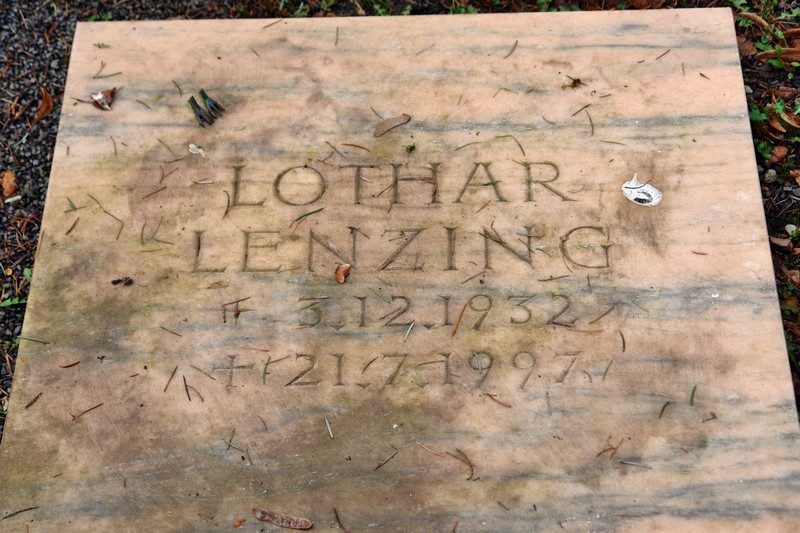 LOTHAR
LENZING
* 3.12.1932
† 21.7.1997